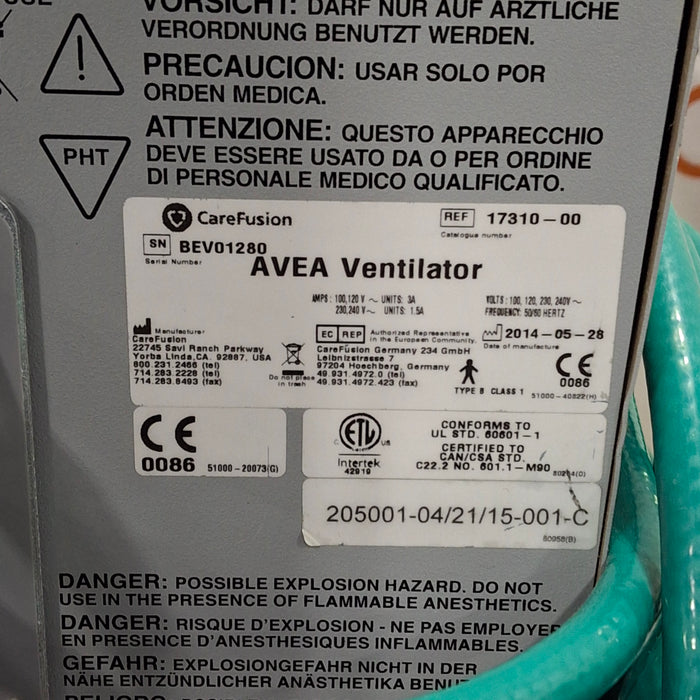 VORSICHT: DARF NUR AUF ÄRZTLICHE
VERORDNUNG BENUTZT WERDEN.
PRECAUCION: USAR SOLO POR
ORDEN MEDICA.
ATTENZIONE: QUESTO APPARECCHIO
PHT
DEVE ESSERE USATO DA O PER ORDINE
DI PERSONALE MEDICO QUALIFICATO.
CareFusion
REF 17310-00
Catalogue number
SN BEV01280
Serial Number
AVEA Ventilator
AMPS: 100,120 V ~ UNITS: 3A
230,240 V ~ UNITS: 1.5A
VOLTS: 100, 120, 230, 240V ~
FREQUENCY: 50/60 HERTZ
Manufacturer
CareFusion
22745 Savi Ranch Parkway
Yorba Linda,CA. 92887, USA
800.231.2466 (tel)
714.283.2228 (tel)
714.283.8493 (fax)
Do not place
in trash
EC REP Authorized Representative
in the European Community.
CareFusion Germany 234 GmbH
Leibnizstrasse 7
97204 Hoechberg, Germany
49.931.4972.0 (tel)
49.931.4972.423 (fax)
2014-05-28
Date of manufacture
TYPE B CLASS 1
CE
0086
51000-40822(H)
CE
0086 51000-20073(G)
ETL
C US
Intertek
42919
CONFORMS TO
UL STD. 60601-1
CERTIFIED TO
CAN/CSA STD.
C22.2 NO. 601.1-M90
205001-04/21/15-001-C
80958(B)
DANGER: POSSIBLE EXPLOSION HAZARD. DO NOT
USE IN THE PRESENCE OF FLAMMABLE ANESTHETICS.
DANGER: RISQUE D'EXPLOSION - NE PAS EMPLOYER
EN PRESENCE D'ANESTHESIQUES INFLAMMABLES.
GEFAHR: EXPLOSIONGEFAHR NICHT IN DER
NÄHE ENTZÜNDLICHER ANÄSTHETIKA